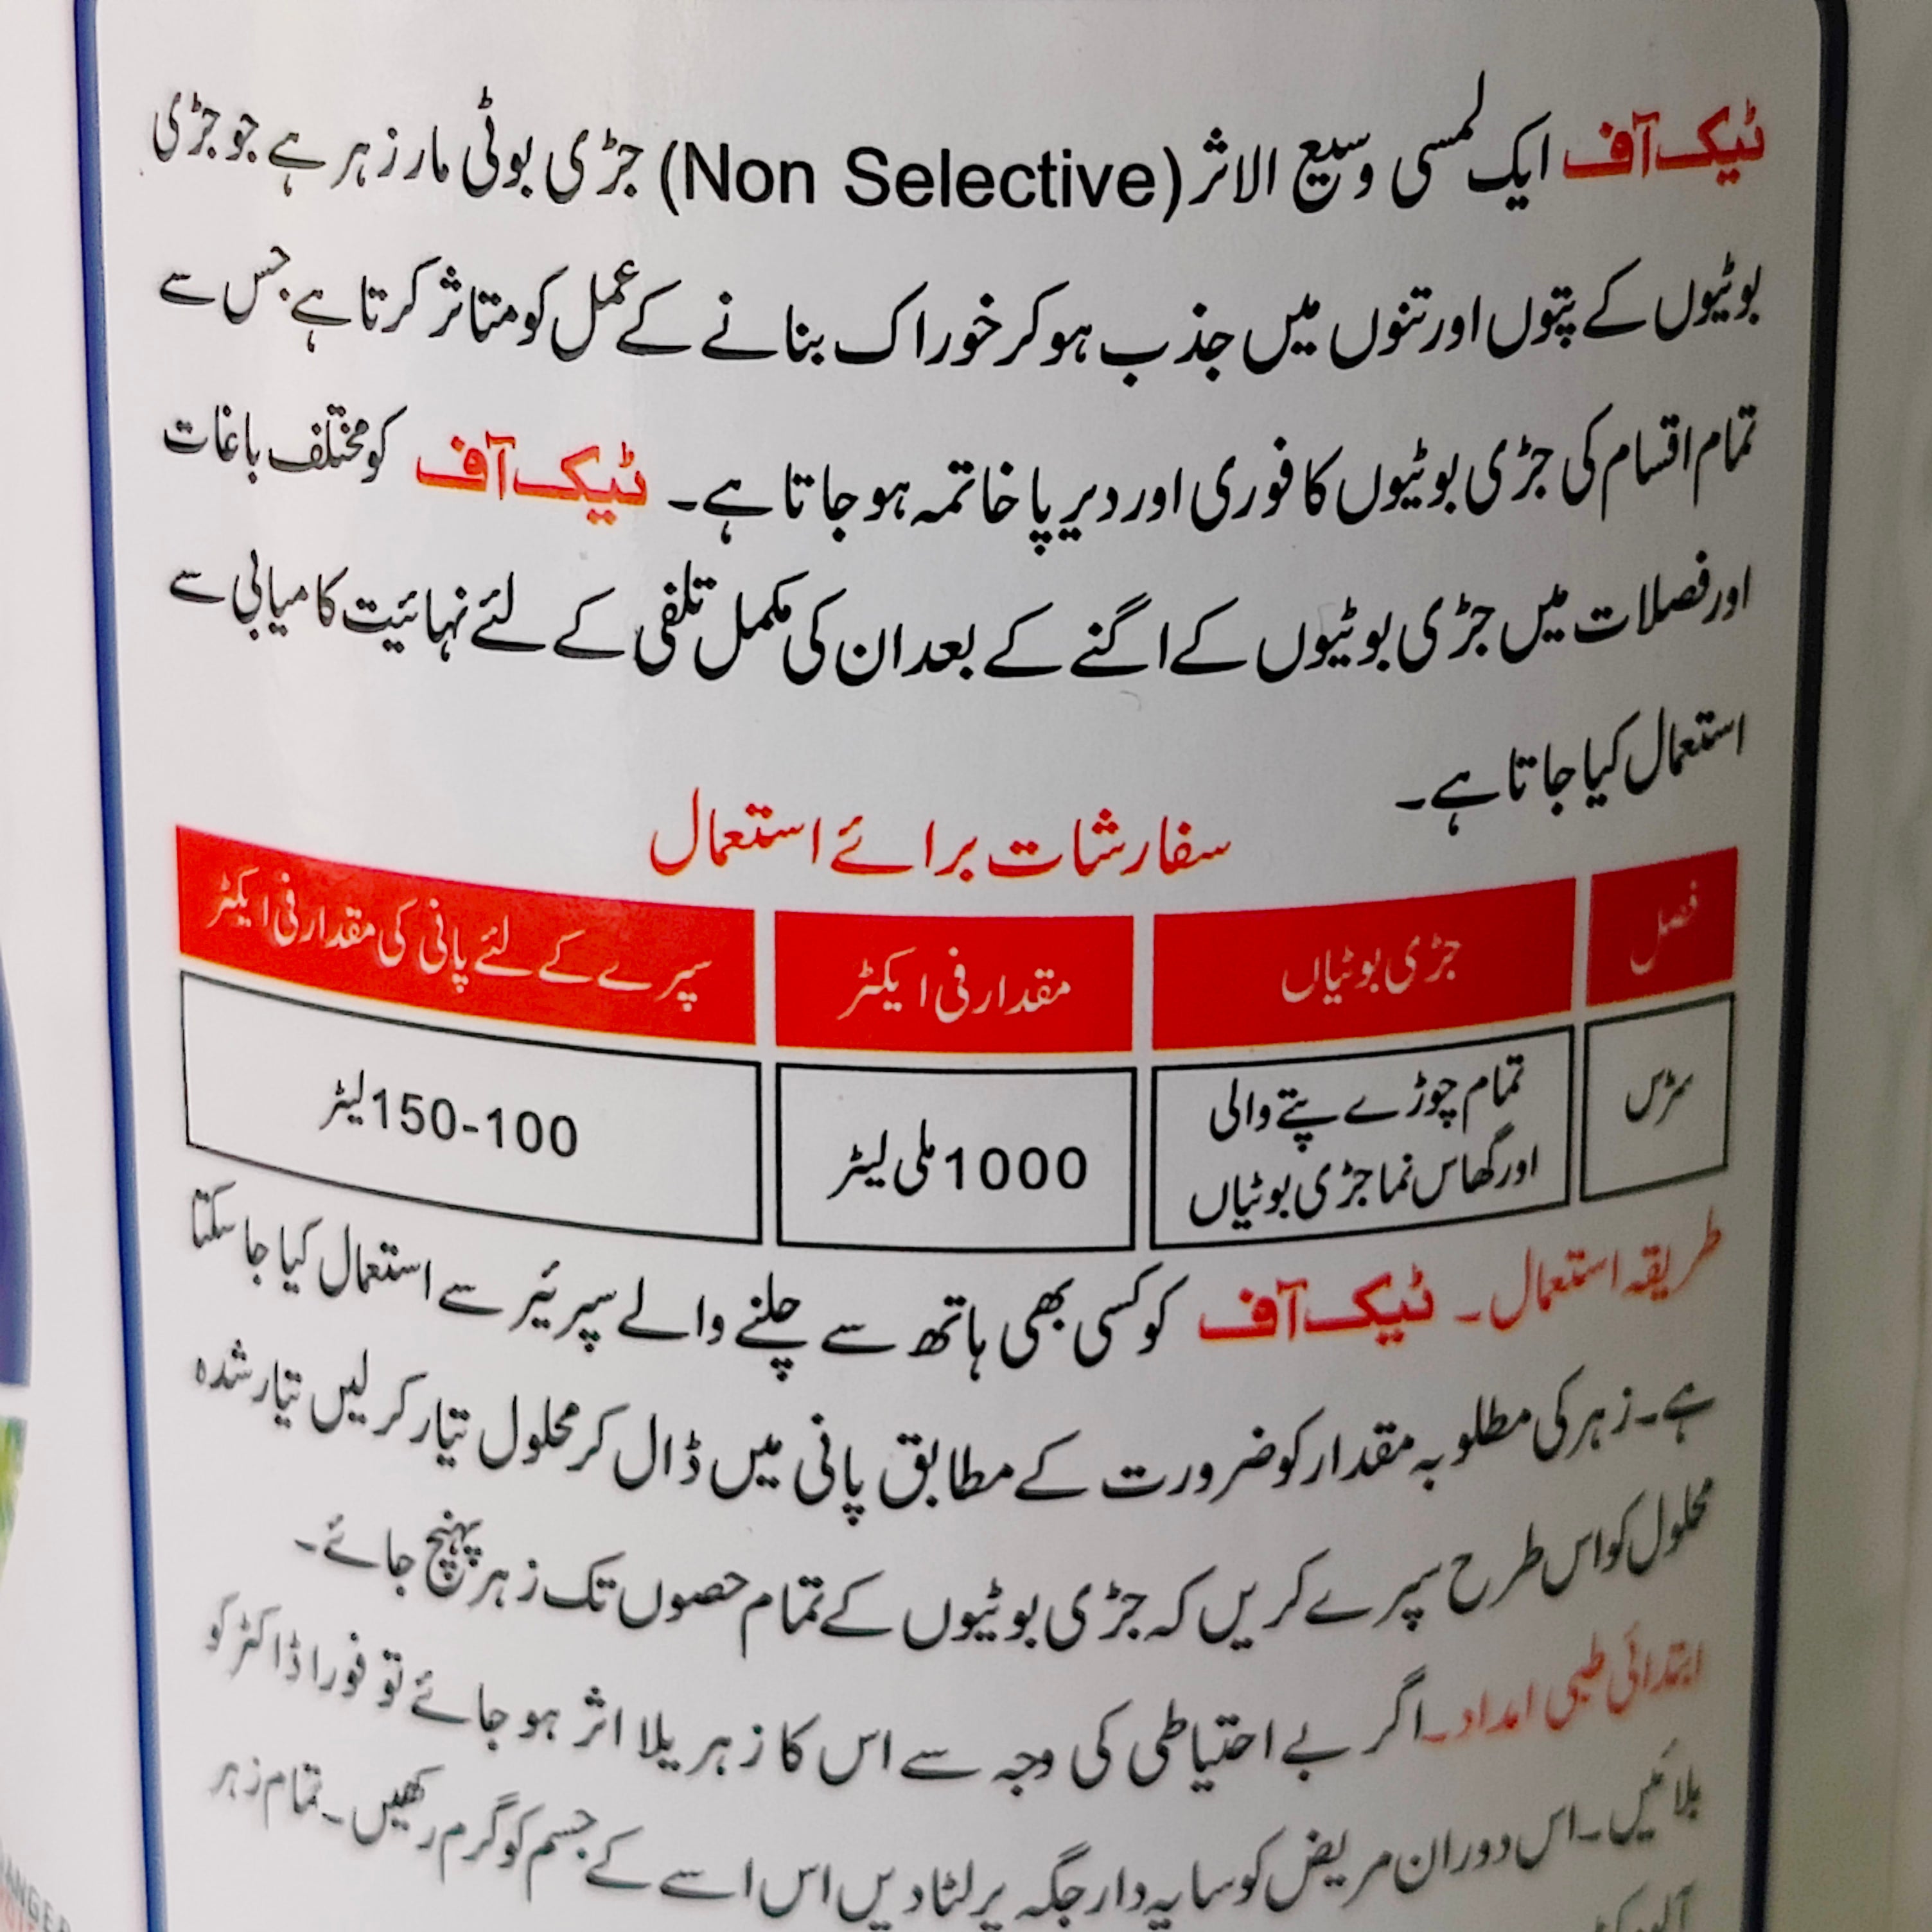 ٹیک آف ایک لمسی وسیع الاثر (Non Selective) جڑی بوٹی مار زہر ہے جو جڑی
بوٹیوں کے پتوں اور تنوں میں جذب ہو کر خوراک بنانے کے عمل کو متاثر کرتا ہے جس سے
تمام اقسام کی جڑی بوٹیوں کا فوری اور دیر پا خاتمہ ہو جاتا ہے۔ ٹیک آف کو مختلف باغات
اور فصلات میں جڑی بوٹیوں کے اگنے کے بعد ان کی مکمل تلفی کے لئے نہائیت کامیابی سے
استعمال کیا جاتا ہے۔
سفارشات برائے استعمال
فصل جڑی بوٹیاں مقدار فی ایکڑ سپرے کے لئے پانی کی مقدار فی ایکڑ
تمام چوڑے پتے والی
اور گھاس نما جڑی بوٹیاں
1000 ملی لیٹر
100-150 لیٹر
طریقہ استعمال۔ ٹیک آف کو کسی بھی ہاتھ سے چلنے والے سپرئیر سے استعمال کیا جا سکتا
ہے۔ زہر کی مطلوبہ مقدار کو ضرورت کے مطابق پانی میں ڈال کر محلول تیار کر لیں تیار شدہ
محلول کو اس طرح سپرے کریں کہ جڑی بوٹیوں کے تمام حصوں تک زہر پہنچ جائے۔
ابتدائی طبی امداد۔ اگر بے احتیاطی کی وجہ سے اس کا زہریلا اثر ہو جائے تو فورا ڈاکٹر کو
بلائیں۔ اس دوران مریض کو سایہ دار جگہ پر لٹا دیں اس اسے کے جسم کو گرم رکھیں۔ تمام زہر